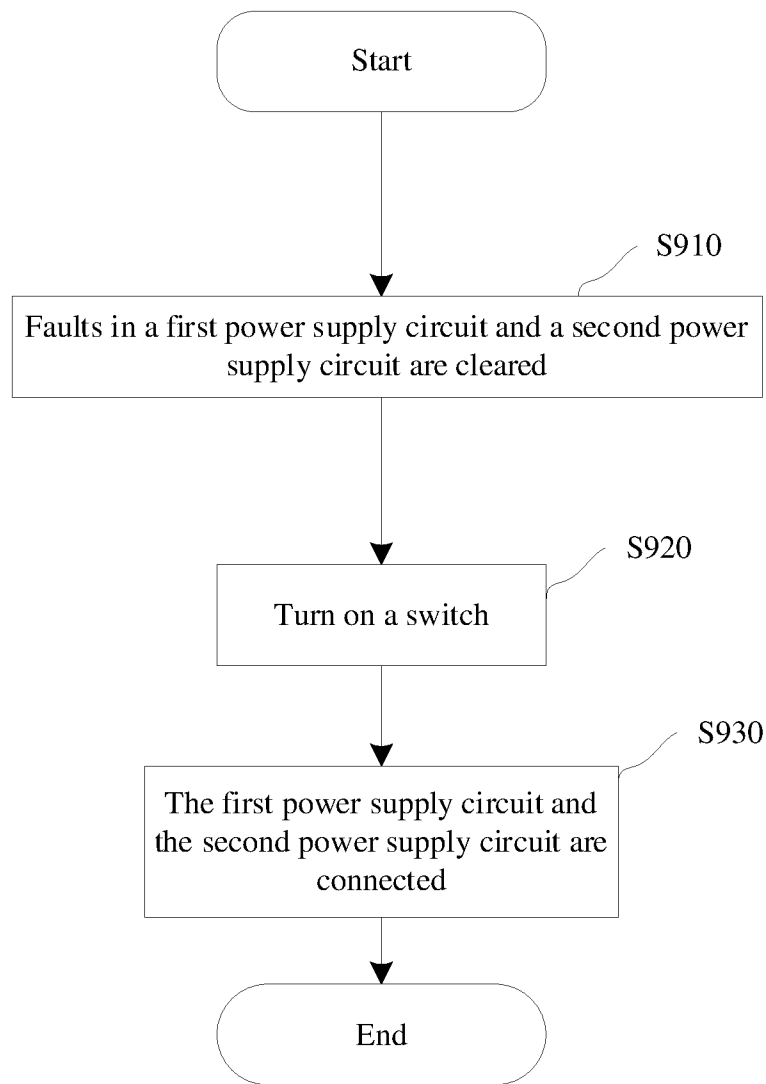 Start
S910
Faults in a first power supply circuit and a second power
supply circuit are cleared
S920
Turn on a switch
S930
The first power supply circuit and
the second power supply circuit are
connected
End